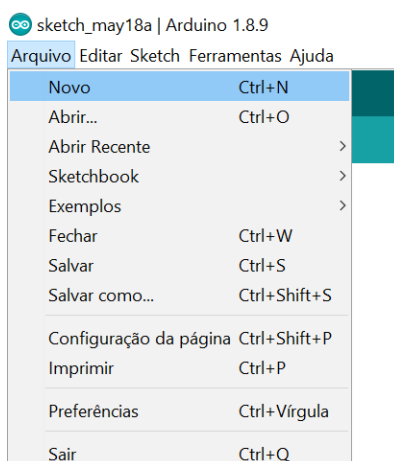 sketch_may18a | Arduino 1.8.9
Arquivo Editar Sketch Ferramentas Ajuda
Novo Ctrl+N
Abrir... Ctrl+O
Abrir Recente
Sketchbook
Exemplos
Fechar Ctrl+W
Salvar Ctrl+S
Salvar como... Ctrl+Shift+S
Configuração da página Ctrl+Shift+P
Imprimir Ctrl+P
Preferências Ctrl+Vírgula
Sair Ctrl+Q